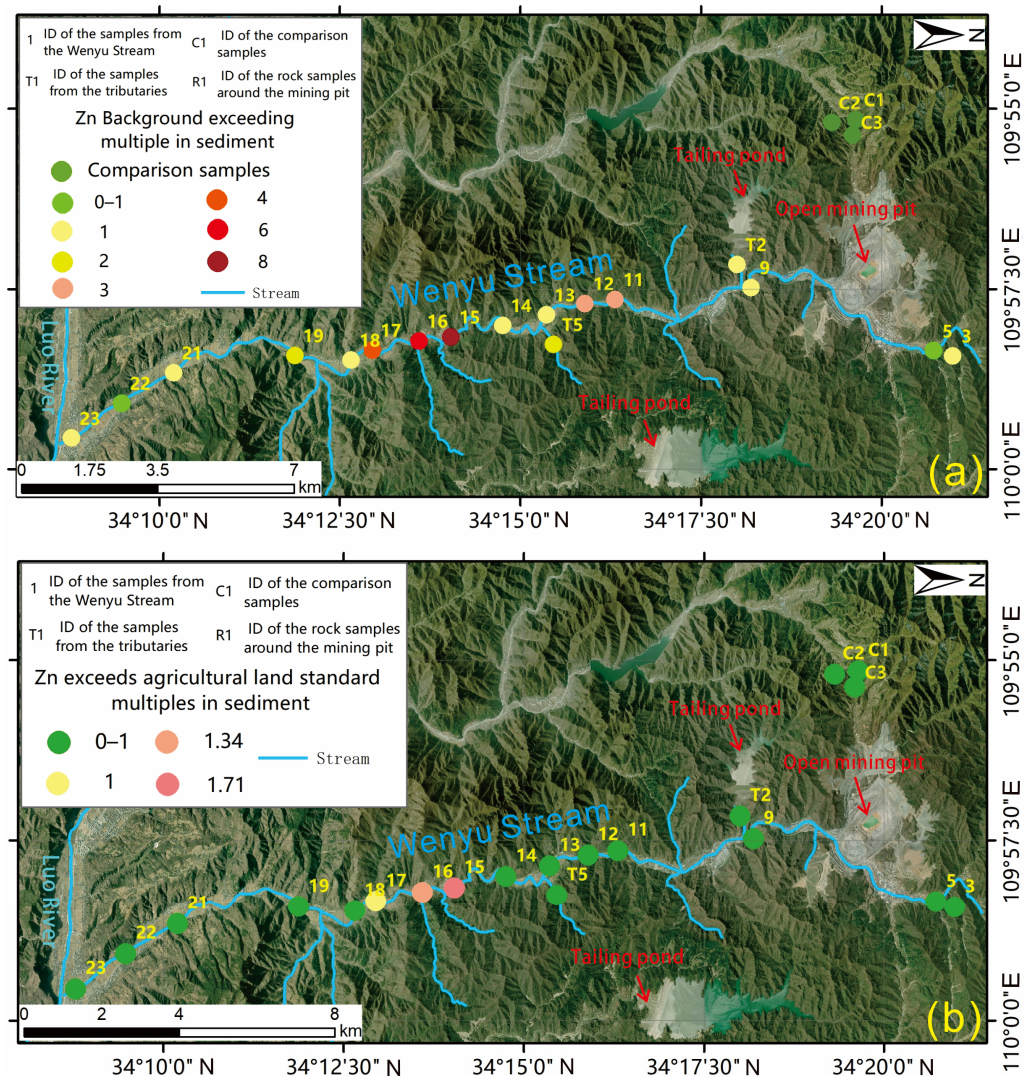 1 ID of the samples from
the Wenyu Stream
C1 ID of the comparison
samples
T1 ID of the samples
from the tributaries
R1 ID of the rock samples
around the mining pit
Zn Background exceeding
multiple in sediment
Comparison samples
0–1
1
2
3
4
6
8
Stream
N
C2 C1
C3
Tailing pond
Open mining pit
T2
9
Wenyu Stream
11
12
13
14
T5
15
16
17
18
19
5
3
21
22
23
Luo River
Tailing pond
0 1.75 3.5 7
km
(a)
109°55'0"E
109°57'30"E
110°0'0"E
34°10'0"N 34°12'30"N 34°15'0"N 34°17'30"N 34°20'0"N
1 ID of the samples from
the Wenyu Stream
C1 ID of the comparison
samples
T1 ID of the samples
from the tributaries
R1 ID of the rock samples
around the mining pit
Zn exceeds agricultural land standard
multiples in sediment
0–1
1
1.34
1.71
Stream
N
C2 C1
C3
Tailing pond
Open mining pit
T2
9
Wenyu Stream
11
12
13
14
T5
15
16
17
18
19
5
3
21
22
23
Luo River
Tailing pond
0 2 4 8
km
(b)
109°55'0"E
109°57'30"E
110°0'0"E
34°10'0"N 34°12'30"N 34°15'0"N 34°17'30"N 34°20'0"N